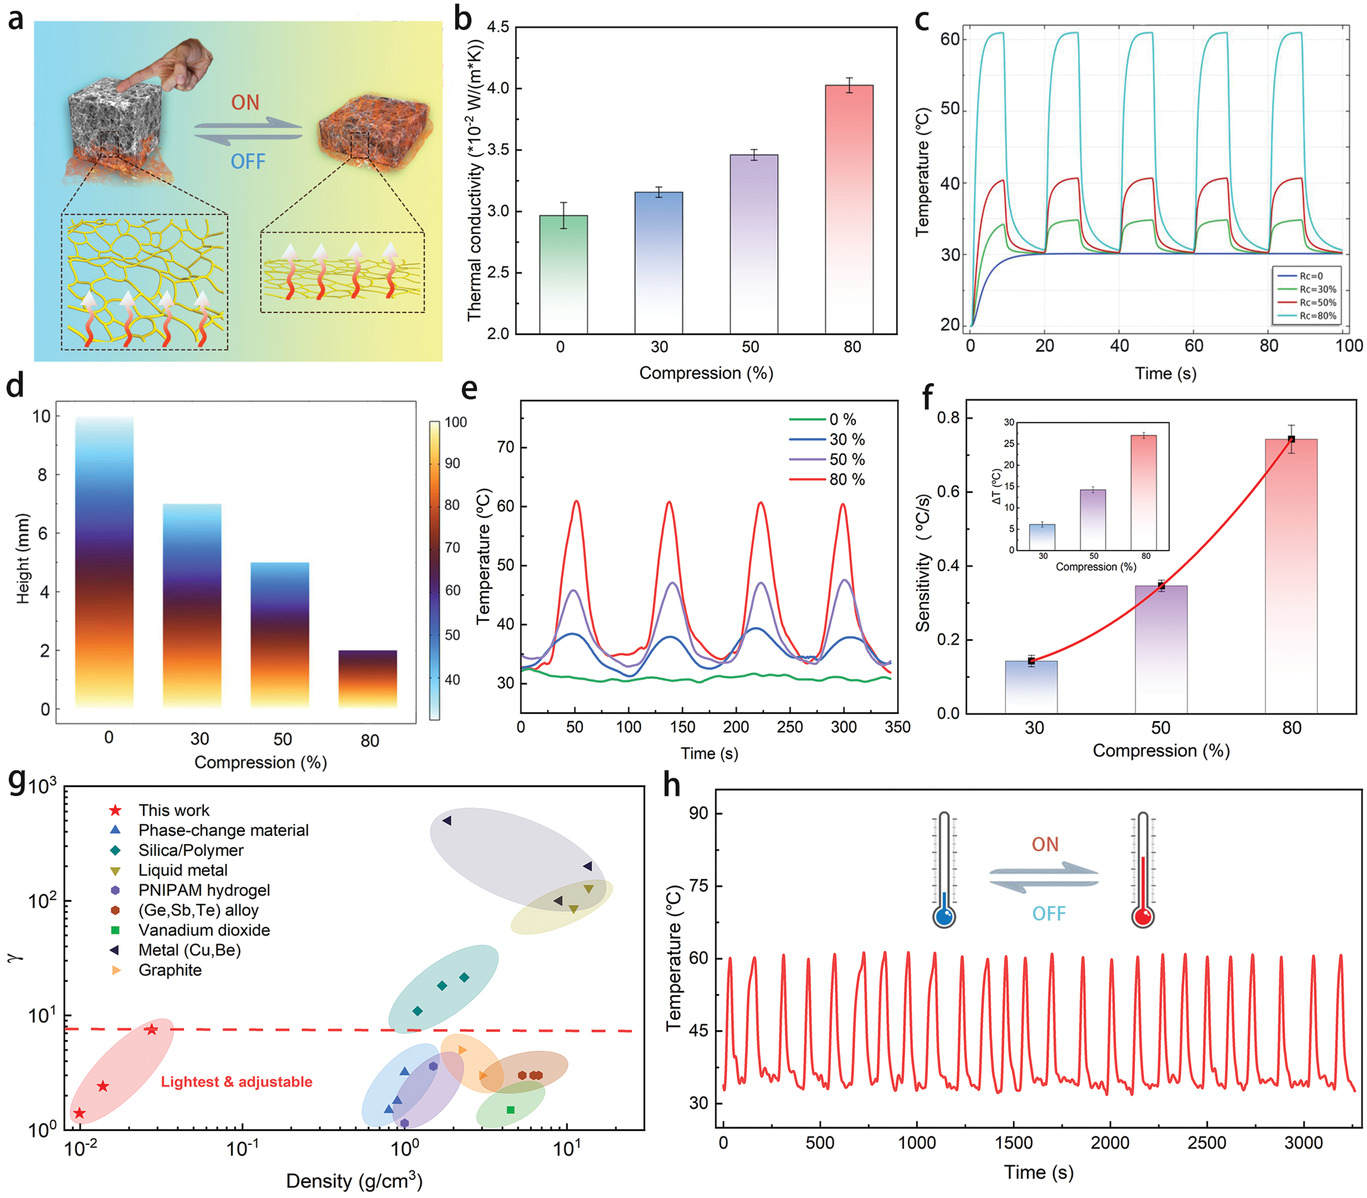 a
ON
OFF
b
Thermal conductivity (*10⁻² W/(m*K))
4.5
4.0
3.5
3.0
2.5
2.0
0 30 50 80
Compression (%)
c
Temperature (°C)
60
50
40
30
20
Rc=0
Rc=30%
Rc=50%
Rc=80%
0 20 40 60 80 100
Time (s)
d
Height (mm)
10
8
6
4
2
0
0 30 50 80
Compression (%)
100
90
80
70
60
50
40
e
Temperature (ºC)
70
60
50
40
30
0 %
30 %
50 %
80 %
0 50 100 150 200 250 300 350
Time (s)
f
Sensitivity (ºC/s)
0.8
0.6
0.4
0.2
0.0
30 50 80
Compression (%)
ΔT (ºC)
30
25
20
15
10
5
0
30 50 80
Compression (%)
g
γ
10³
10²
10¹
10⁰
This work
Phase-change material
Silica/Polymer
Liquid metal
PNIPAM hydrogel
(Ge,Sb,Te) alloy
Vanadium dioxide
Metal (Cu,Be)
Graphite
Lightest & adjustable
10⁻² 10⁻¹ 10⁰ 10¹
Density (g/cm³)
h
Temperature (°C)
90
75
60
45
30
ON
OFF
0 500 1000 1500 2000 2500 3000
Time (s)